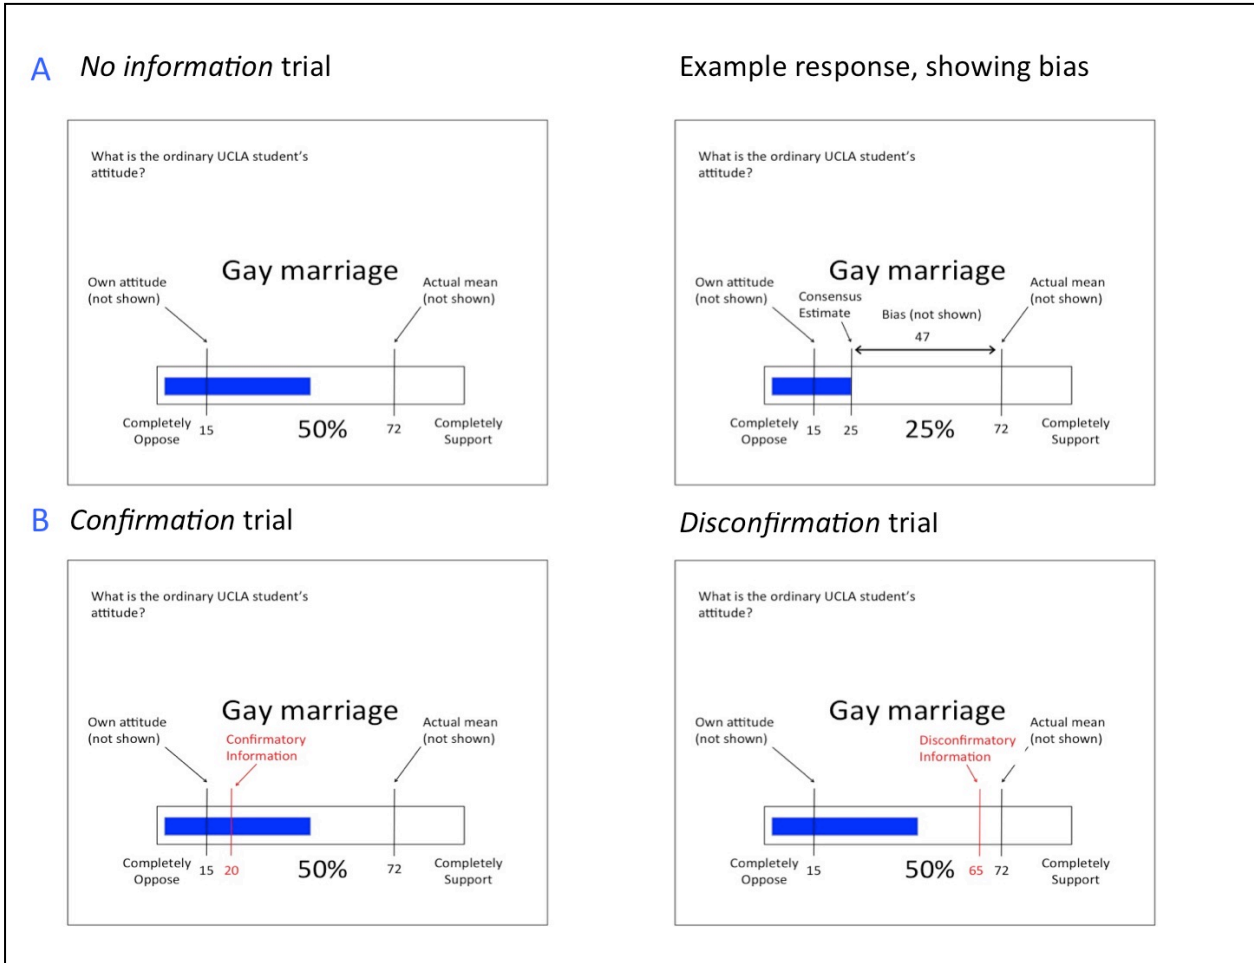 A No information trial
Example response, showing bias
What is the ordinary UCLA student's
attitude?
Gay marriage
Own attitude
(not shown)
Actual mean
(not shown)
Completely
Oppose
15
50%
72
Completely
Support
What is the ordinary UCLA student's
attitude?
Gay marriage
Own attitude
(not shown)
Consensus
Estimate
Bias (not shown)
47
Actual mean
(not shown)
Completely
Oppose
15
25
25%
72
Completely
Support
B Confirmation trial
Disconfirmation trial
What is the ordinary UCLA student's
attitude?
Gay marriage
Own attitude
(not shown)
Confirmatory
Information
Actual mean
(not shown)
Completely
Oppose
15
20
50%
72
Completely
Support
What is the ordinary UCLA student's
attitude?
Gay marriage
Own attitude
(not shown)
Disconfirmatory
Information
Actual mean
(not shown)
Completely
Oppose
15
50%
65
72
Completely
Support